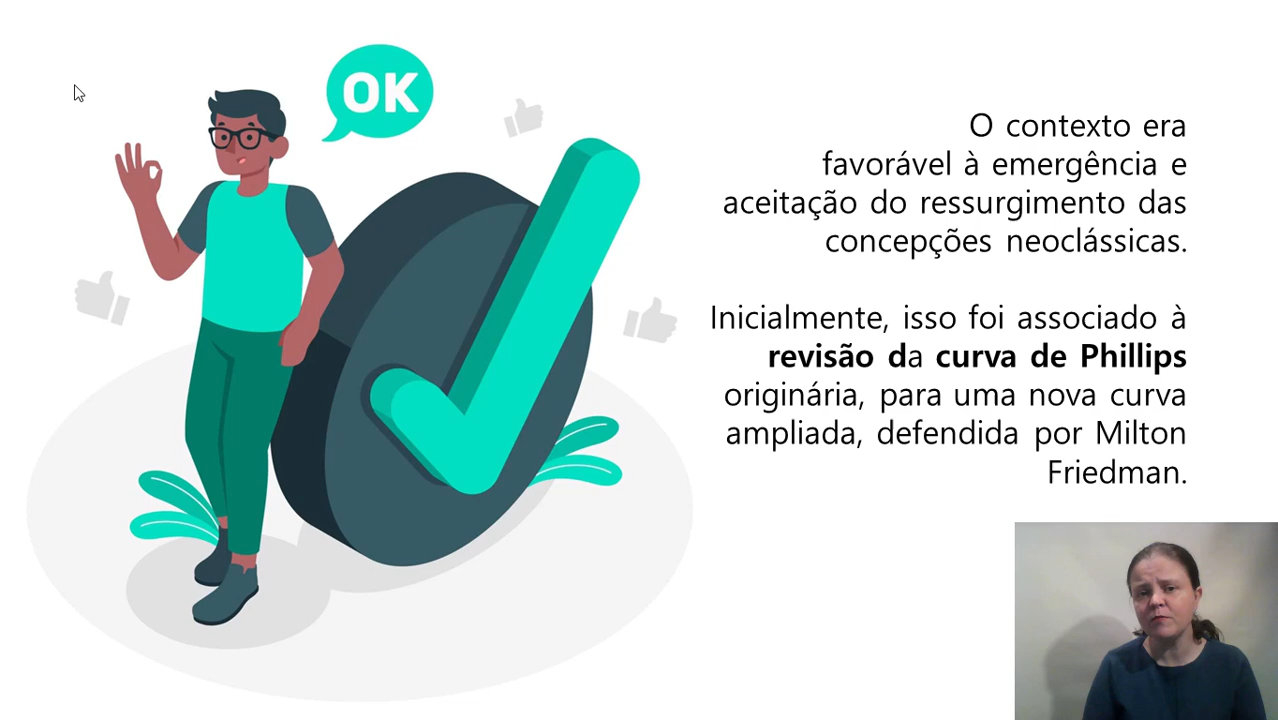 OK
O contexto era
favorável à emergência e
aceitação do ressurgimento das
concepções neoclássicas.
Inicialmente, isso foi associado à
revisão da curva de Phillips
originária, para uma nova curva
ampliada, defendida por Milton
Friedman.